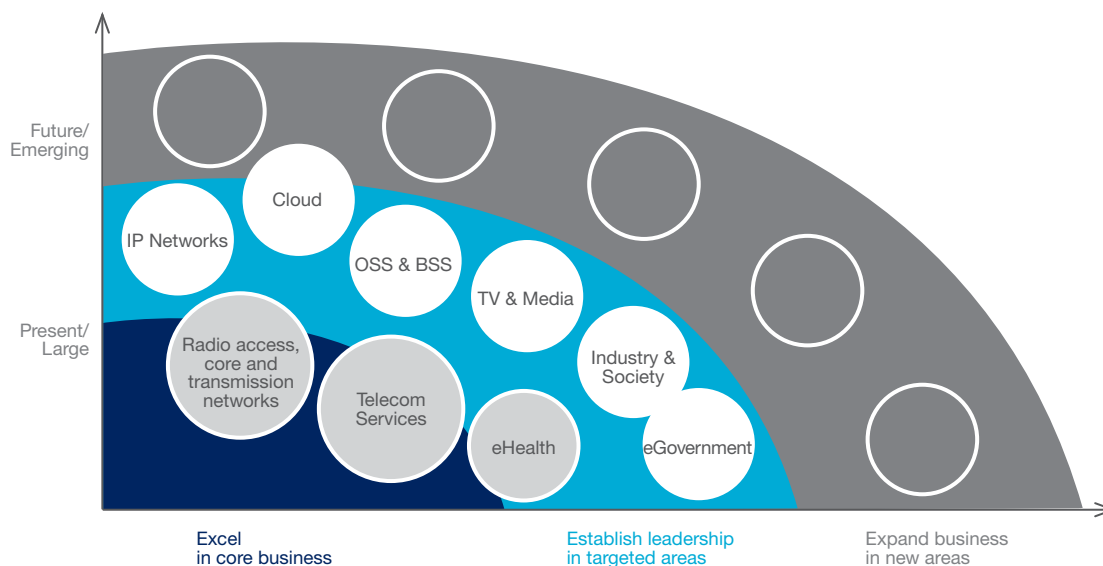 Future/
Emerging
Cloud
IP Networks
OSS & BSS
TV & Media
Present/
Large
Radio access,
core and
transmission
networks
Industry &
Society
Telecom
Services
eHealth
eGovernment
Excel
in core business
Establish leadership
in targeted areas
Expand business
in new areas